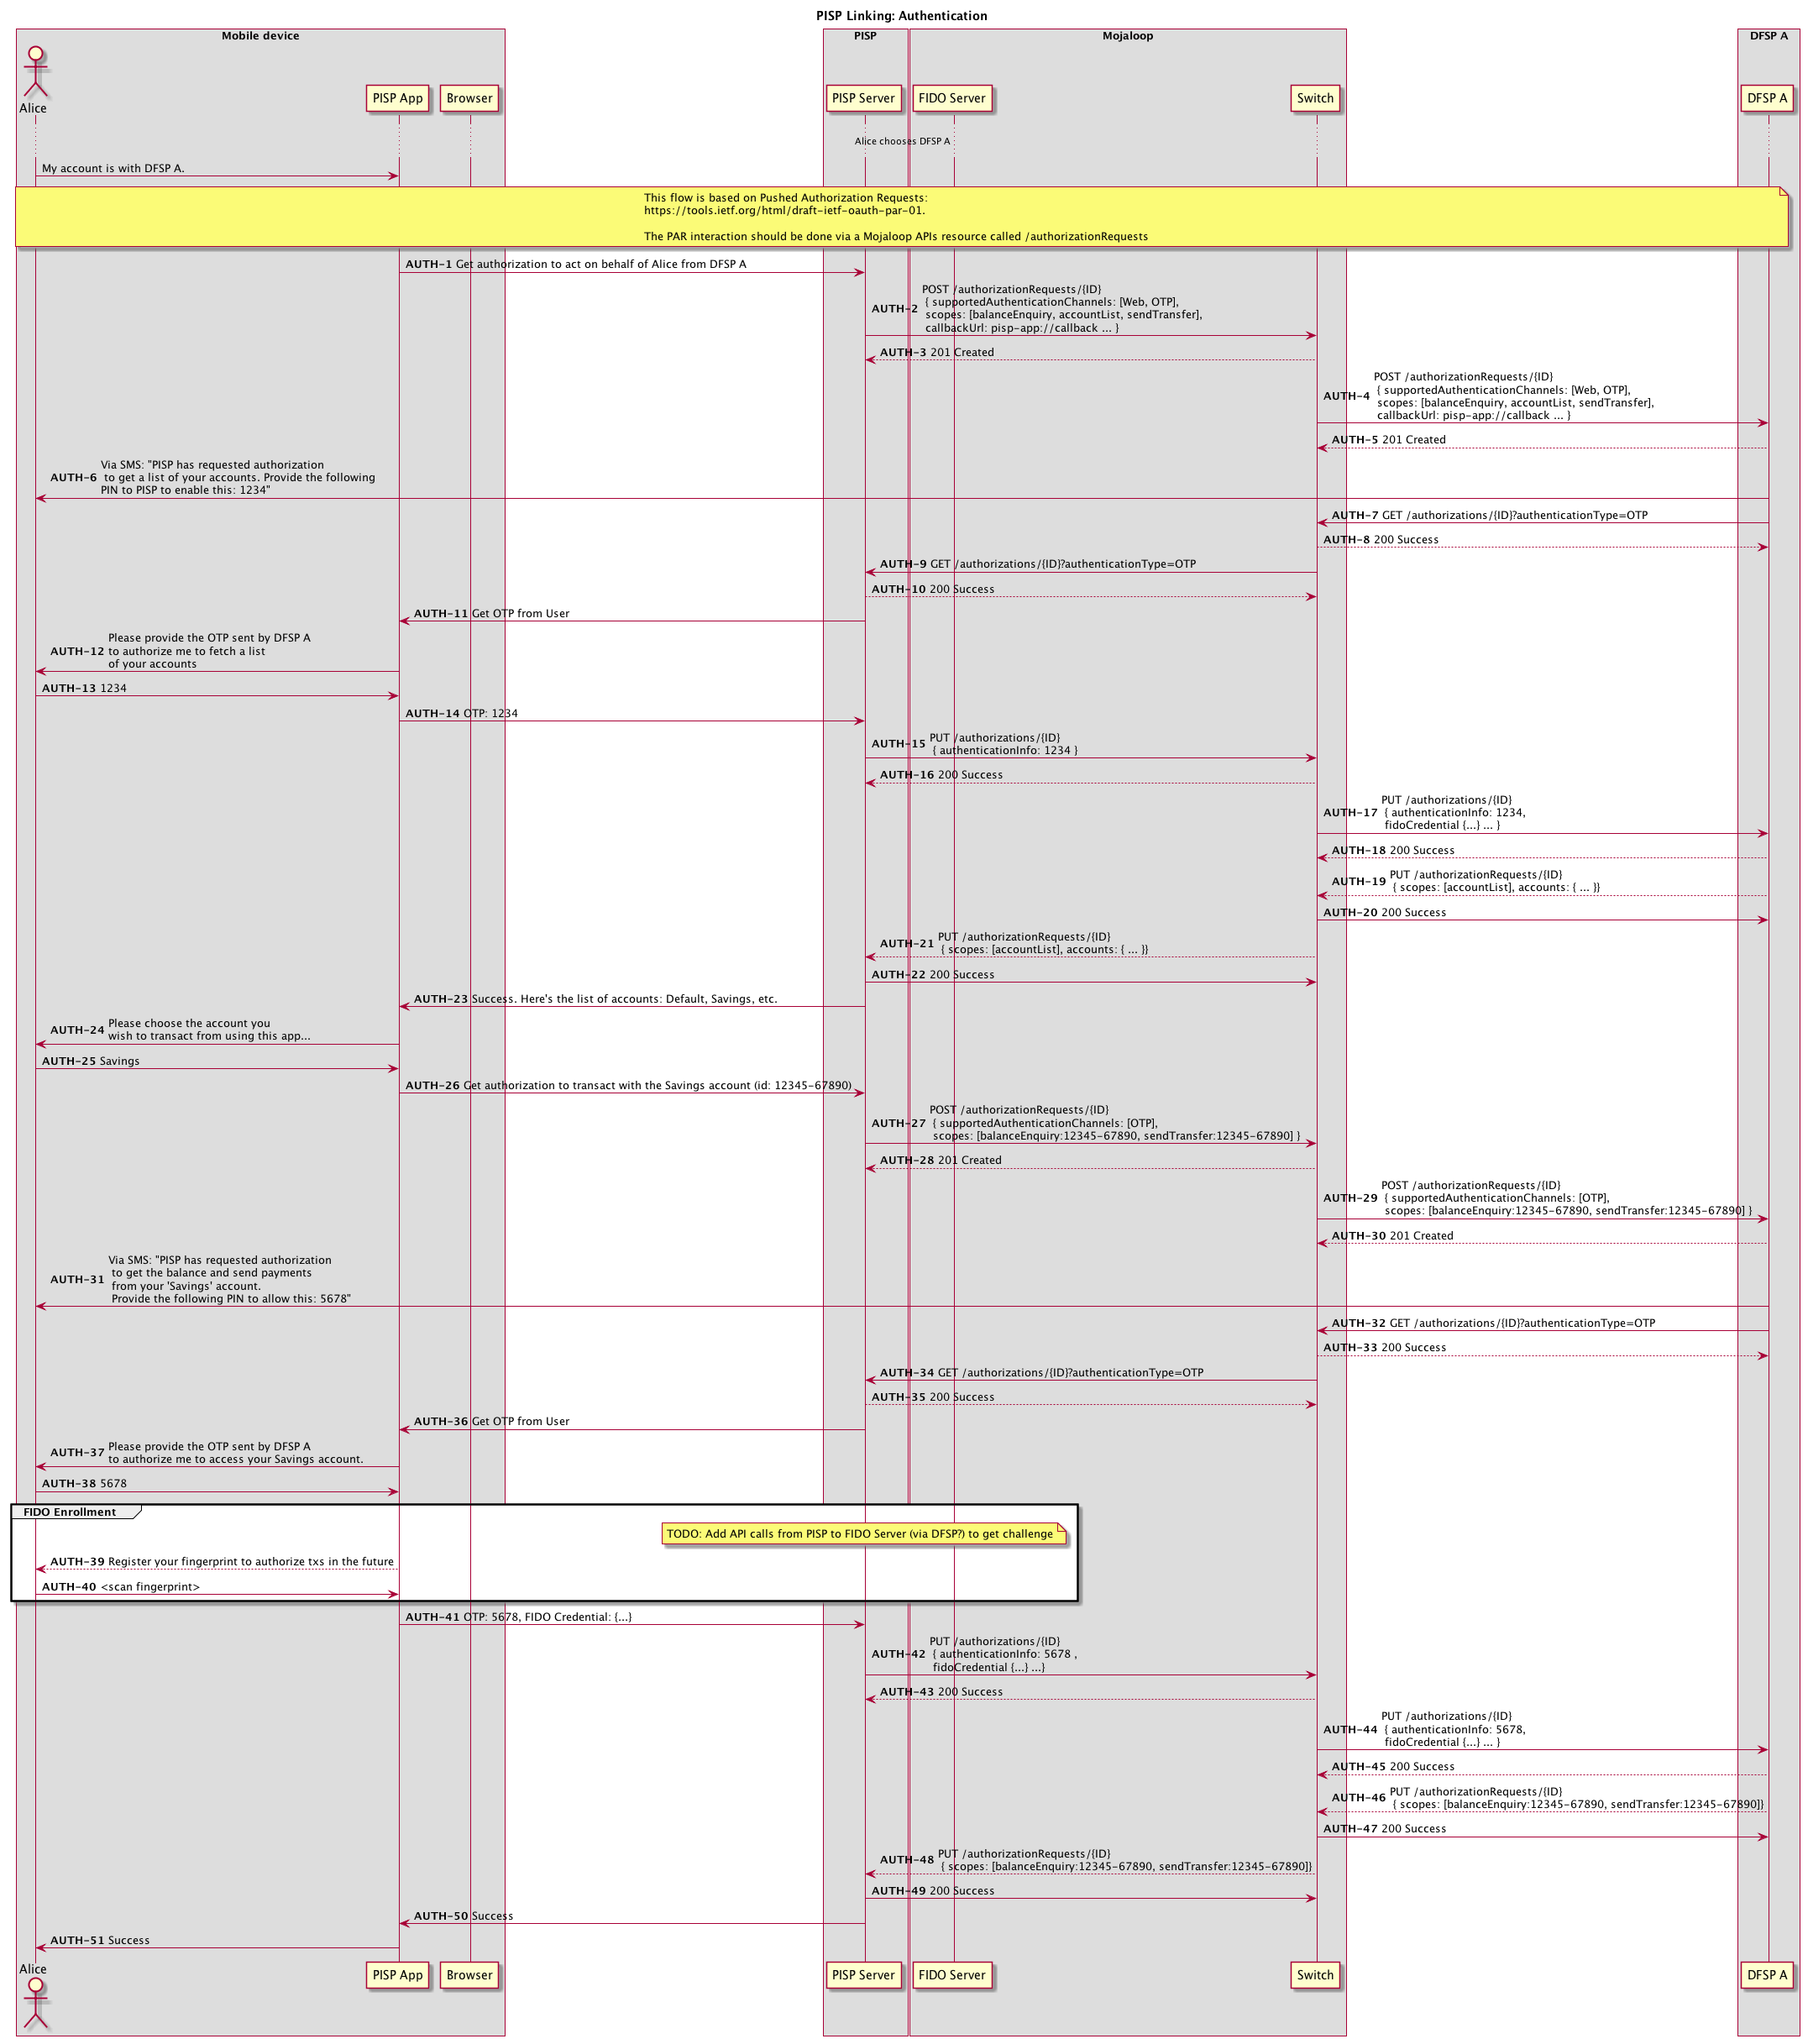 PISP Linking: Authentication
Mobile device
PISP
Mojaloop
DFSP A
Alice
PISP App
Browser
PISP Server
FIDO Server
Switch
DFSP A
Alice chooses DFSP A
My account is with DFSP A.
This flow is based on Pushed Authorization Requests:
https://tools.ietf.org/html/draft-ietf-oauth-par-01.
The PAR interaction should be done via a Mojaloop APIs resource called /authorizationRequests
AUTH-1 Get authorization to act on behalf of Alice from DFSP A
POST /authorizationRequests/{ID}
AUTH-2 { supportedAuthenticationChannels: [Web, OTP],
scopes: [balanceEnquiry, accountList, sendTransfer],
callbackUrl: pisp-app://callback ... }
AUTH-3 201 Created
POST /authorizationRequests/{ID}
AUTH-4 { supportedAuthenticationChannels: [Web, OTP],
scopes: [balanceEnquiry, accountList, sendTransfer],
callbackUrl: pisp-app://callback ... }
AUTH-5 201 Created
Via SMS: "PISP has requested authorization
AUTH-6 to get a list of your accounts. Provide the following
PIN to PISP to enable this: 1234"
AUTH-7 GET /authorizations/{ID}?authenticationType=OTP
AUTH-8 200 Success
AUTH-9 GET /authorizations/{ID}?authenticationType=OTP
AUTH-10 200 Success
AUTH-11 Get OTP from User
Please provide the OTP sent by DFSP A
AUTH-12 to authorize me to fetch a list
of your accounts
AUTH-13 1234
AUTH-14 OTP: 1234
AUTH-15 PUT /authorizations/{ID}
{ authenticationInfo: 1234 }
AUTH-16 200 Success
PUT /authorizations/{ID}
AUTH-17 { authenticationInfo: 1234,
fidoCredential {...} ... }
AUTH-18 200 Success
AUTH-19 PUT /authorizationRequests/{ID}
{ scopes: [accountList], accounts: { ... }}
AUTH-20 200 Success
AUTH-21 PUT /authorizationRequests/{ID}
{ scopes: [accountList], accounts: { ... }}
AUTH-22 200 Success
AUTH-23 Success. Here's the list of accounts: Default, Savings, etc.
AUTH-24 Please choose the account you
wish to transact from using this app...
AUTH-25 Savings
AUTH-26 Get authorization to transact with the Savings account (id: 12345-67890)
POST /authorizationRequests/{ID}
AUTH-27 { supportedAuthenticationChannels: [OTP],
scopes: [balanceEnquiry:12345-67890, sendTransfer:12345-67890] }
AUTH-28 201 Created
POST /authorizationRequests/{ID}
AUTH-29 { supportedAuthenticationChannels: [OTP],
scopes: [balanceEnquiry:12345-67890, sendTransfer:12345-67890] }
AUTH-30 201 Created
Via SMS: "PISP has requested authorization
AUTH-31 to get the balance and send payments
from your 'Savings' account.
Provide the following PIN to allow this: 5678"
AUTH-32 GET /authorizations/{ID}?authenticationType=OTP
AUTH-33 200 Success
AUTH-34 GET /authorizations/{ID}?authenticationType=OTP
AUTH-35 200 Success
AUTH-36 Get OTP from User
AUTH-37 Please provide the OTP sent by DFSP A
to authorize me to access your Savings account.
AUTH-38 5678
FIDO Enrollment
TODO: Add API calls from PISP to FIDO Server (via DFSP?) to get challenge
AUTH-39 Register your fingerprint to authorize txs in the future
AUTH-40 <scan fingerprint>
AUTH-41 OTP: 5678, FIDO Credential: {...}
PUT /authorizations/{ID}
AUTH-42 { authenticationInfo: 5678 ,
fidoCredential {...} ...}
AUTH-43 200 Success
PUT /authorizations/{ID}
AUTH-44 { authenticationInfo: 5678,
fidoCredential {...} ... }
AUTH-45 200 Success
AUTH-46 PUT /authorizationRequests/{ID}
{ scopes: [balanceEnquiry:12345-67890, sendTransfer:12345-67890]}
AUTH-47 200 Success
AUTH-48 PUT /authorizationRequests/{ID}
{ scopes: [balanceEnquiry:12345-67890, sendTransfer:12345-67890]}
AUTH-49 200 Success
AUTH-50 Success
AUTH-51 Success
Alice
PISP App
Browser
PISP Server
FIDO Server
Switch
DFSP A